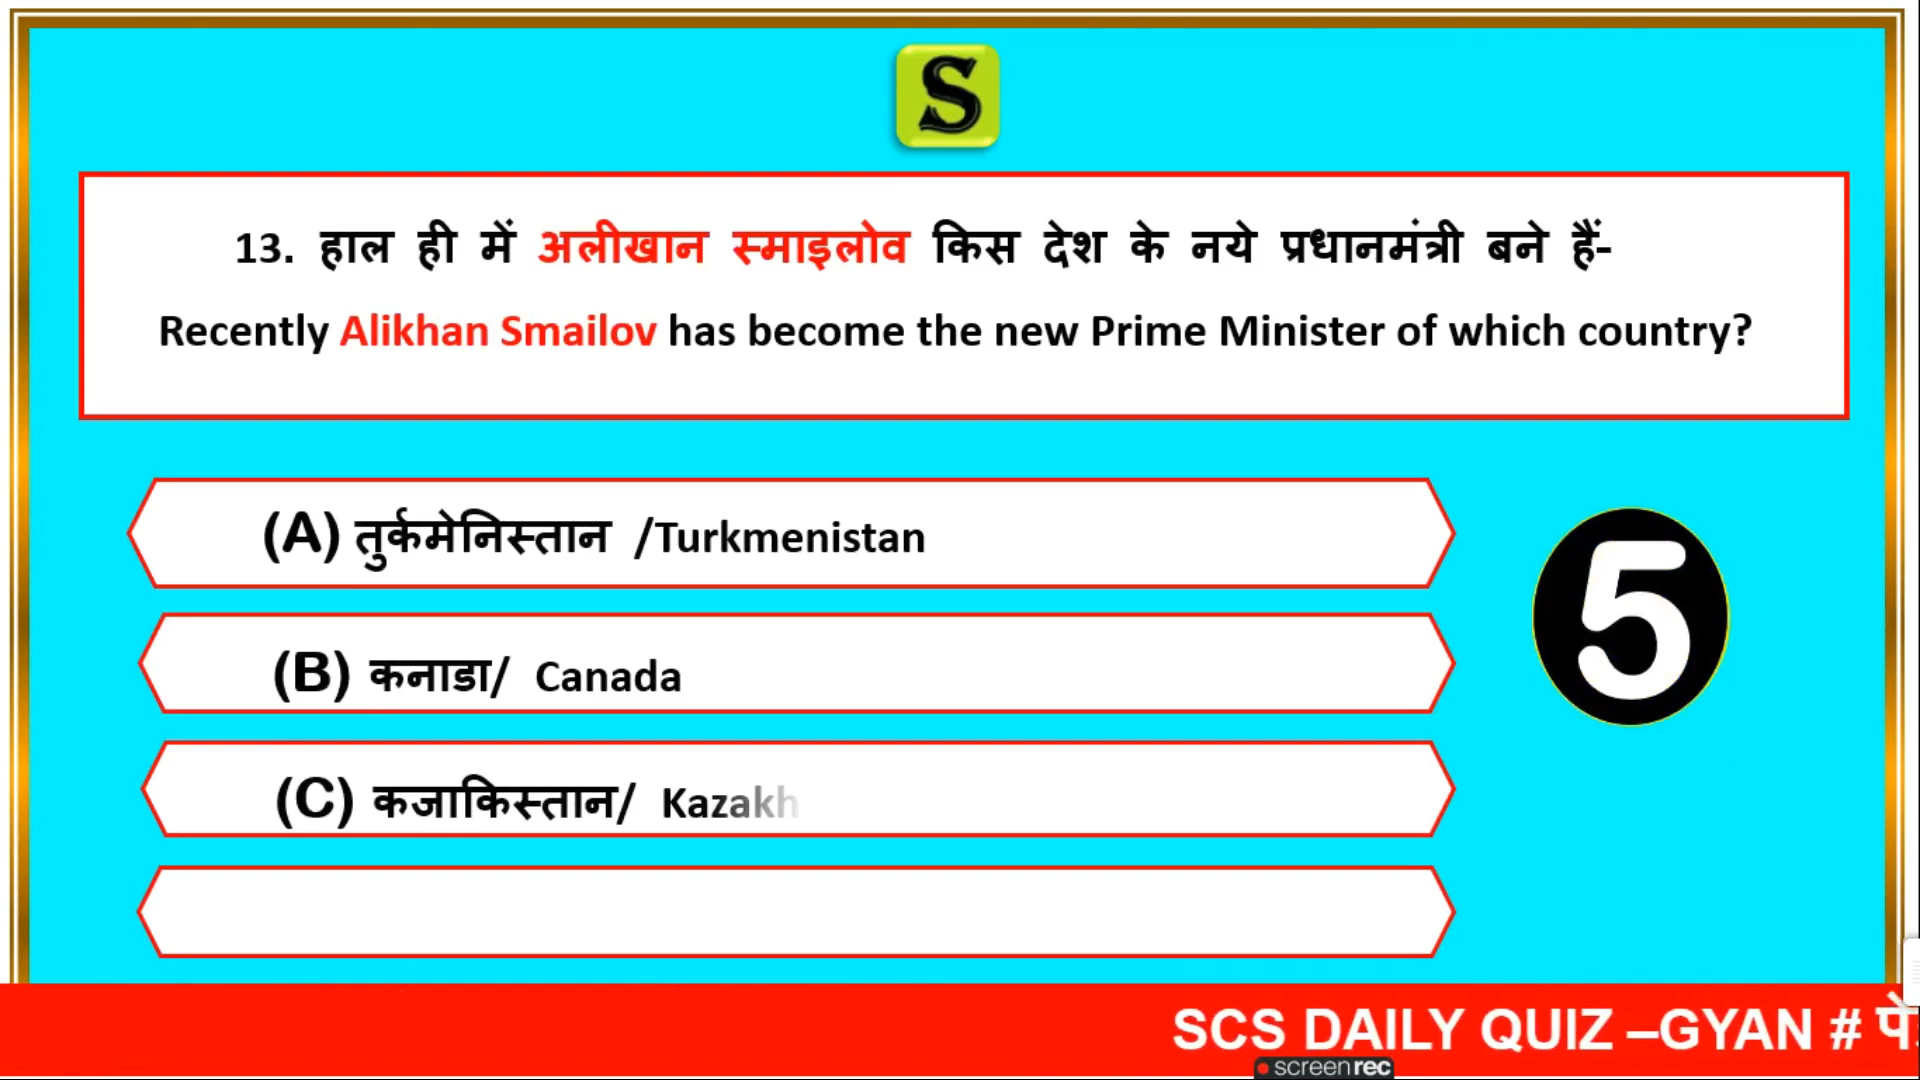 S
13. हाल ही में अलीखान स्माइलोव किस देश के नये प्रधानमंत्री बने हैं-
Recently Alikhan Smailov has become the new Prime Minister of which country?
(A) तुर्कमेनिस्तान /Turkmenistan
5
(B) कनाडा/ Canada
(C) कजाकिस्तान/ Kazakh
SCS DAILY QUIZ –GYAN #
screenrec